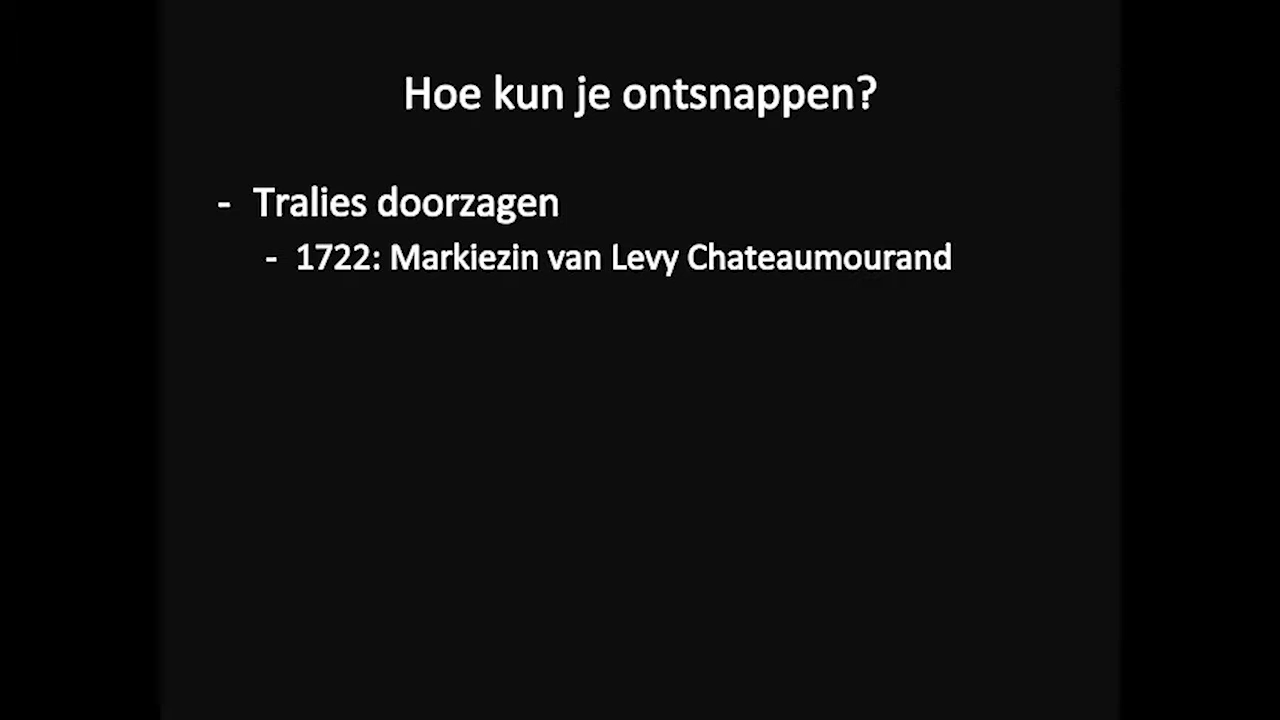 Hoe kun je ontsnappen?
- Tralies doorzagen
- 1722: Markiezin van Levy Chateaumourand